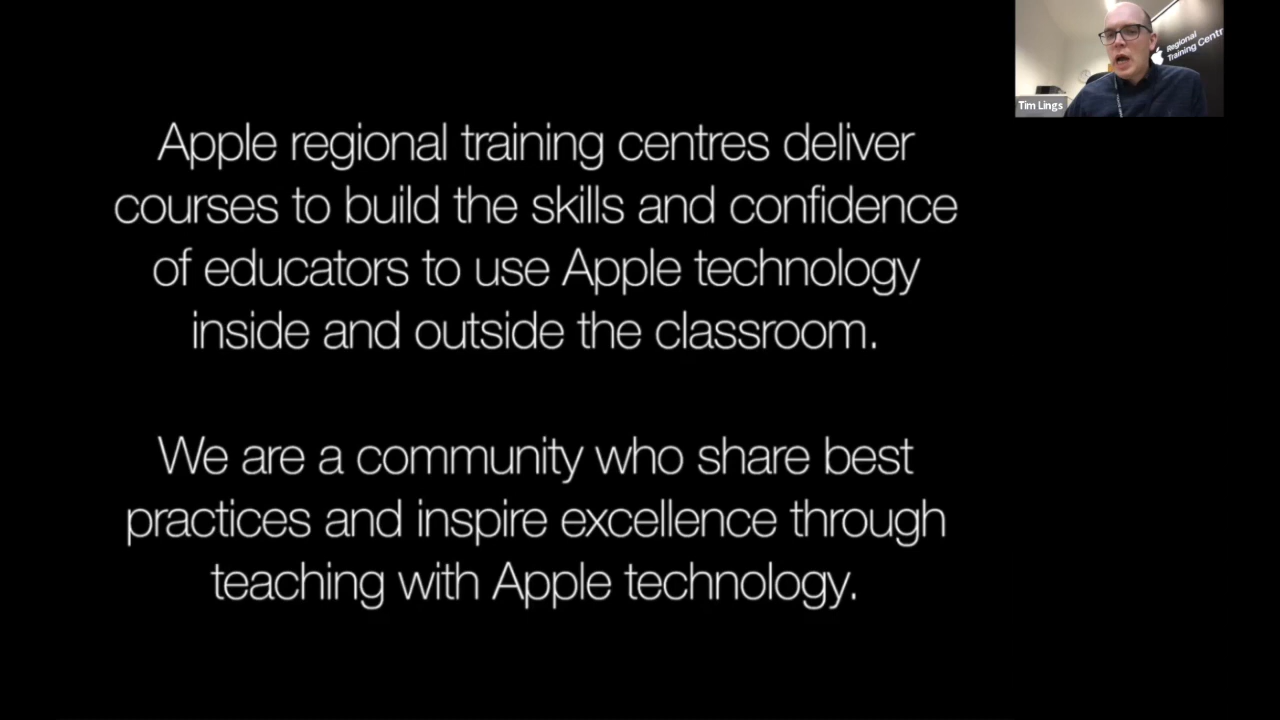 Apple regional training centres deliver
courses to build the skills and confidence
of educators to use Apple technology
inside and outside the classroom.
We are a community who share best
practices and inspire excellence through
teaching with Apple technology.
Regional
Training Centr
Tim Lings